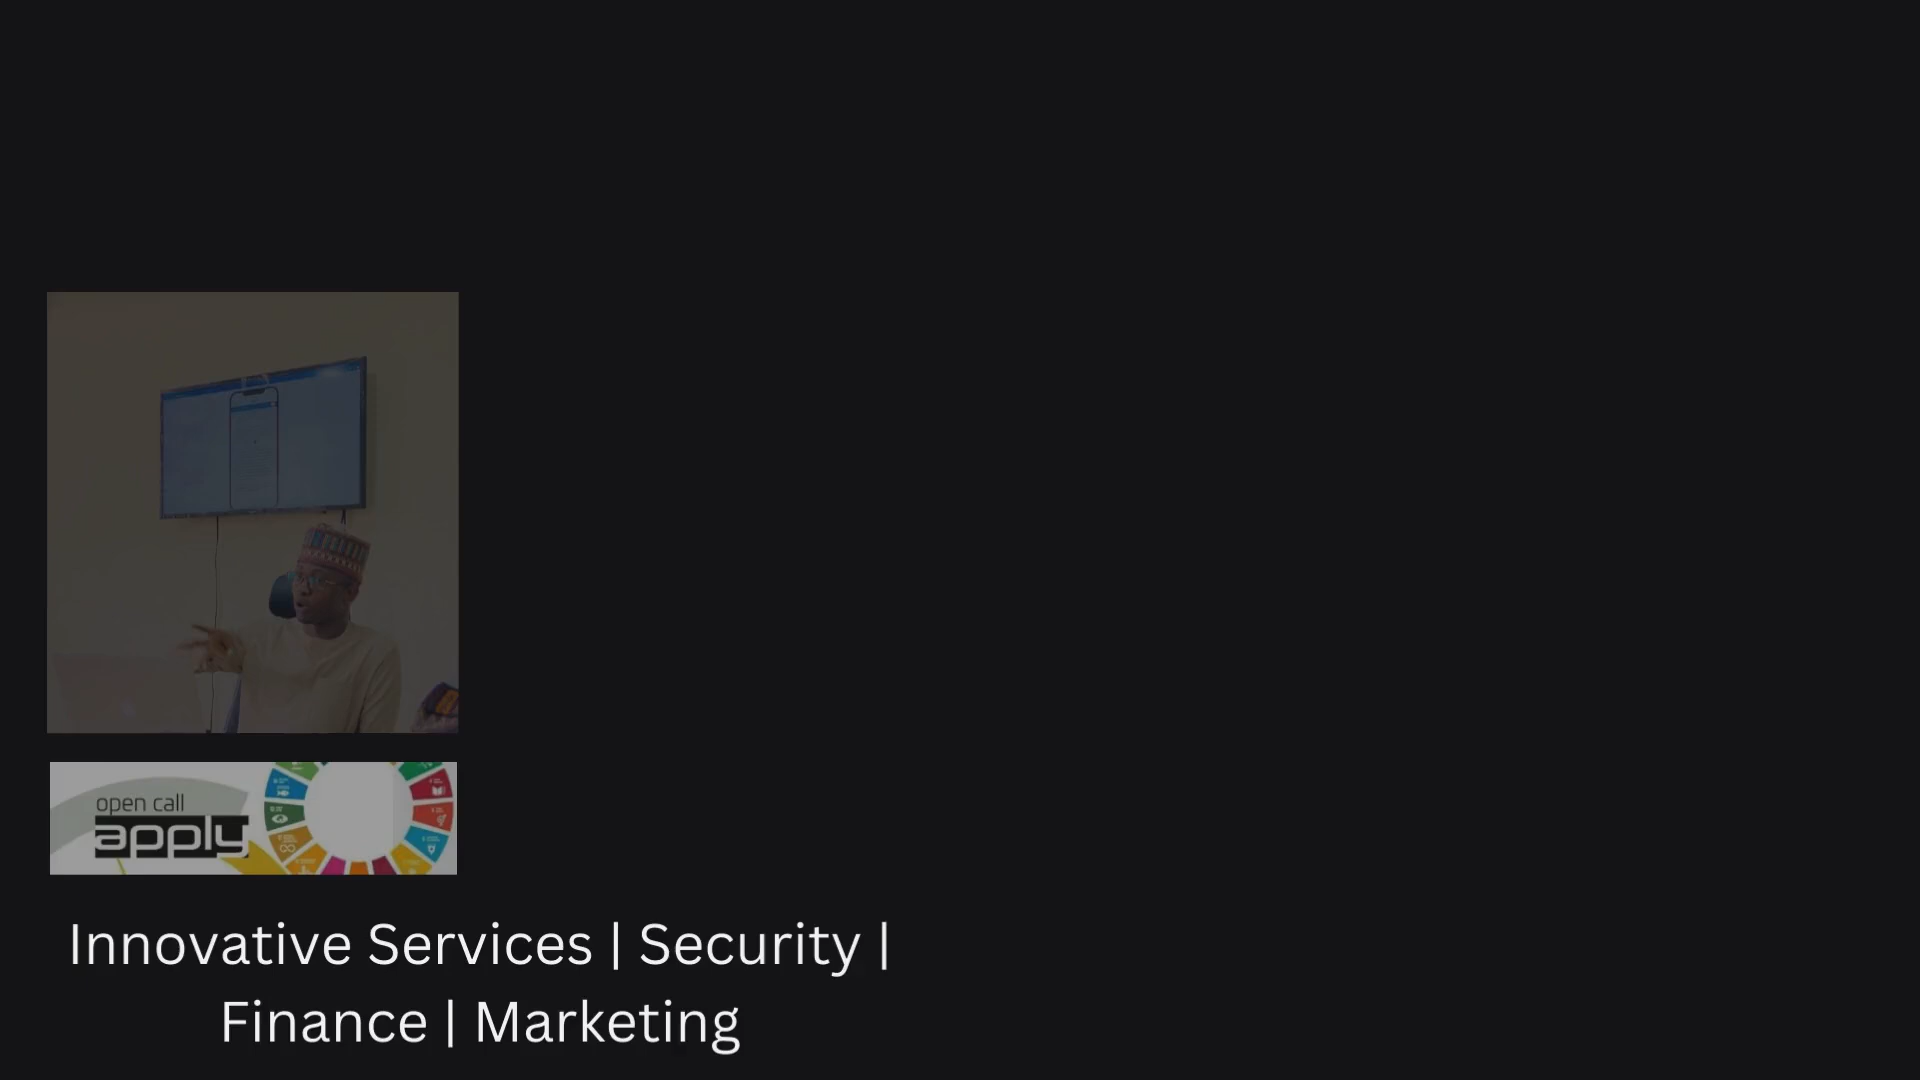 open call
apply
Innovative Services | Security |
Finance | Marketing